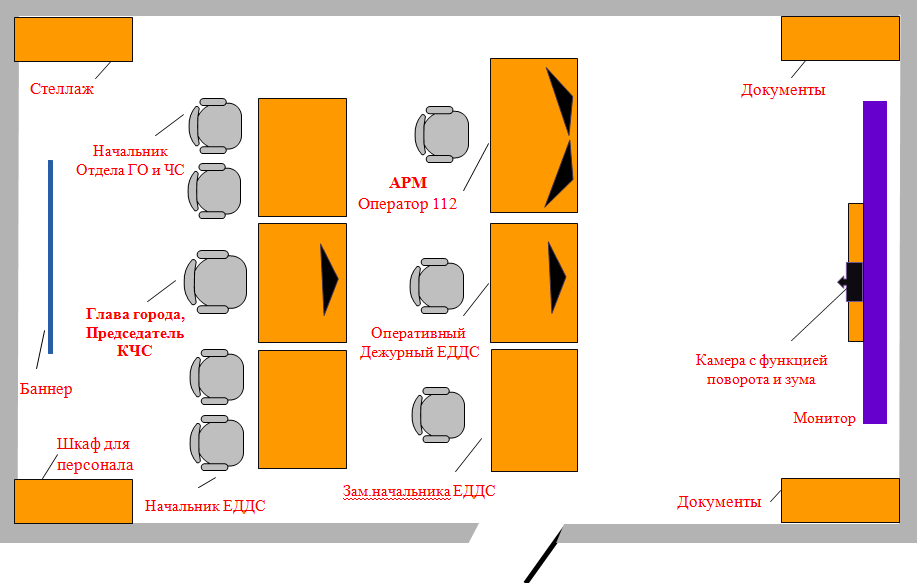 Стеллаж
Документы
Начальник
Отдела ГО и ЧС
АРМ
Оператор 112
Глава города,
Председатель
КЧС
Оперативный
Дежурный ЕДДС
Камера с функцией
поворота и зума
Баннер
Монитор
Шкаф для
персонала
Начальник ЕДДС
Зам.начальника ЕДДС
Документы